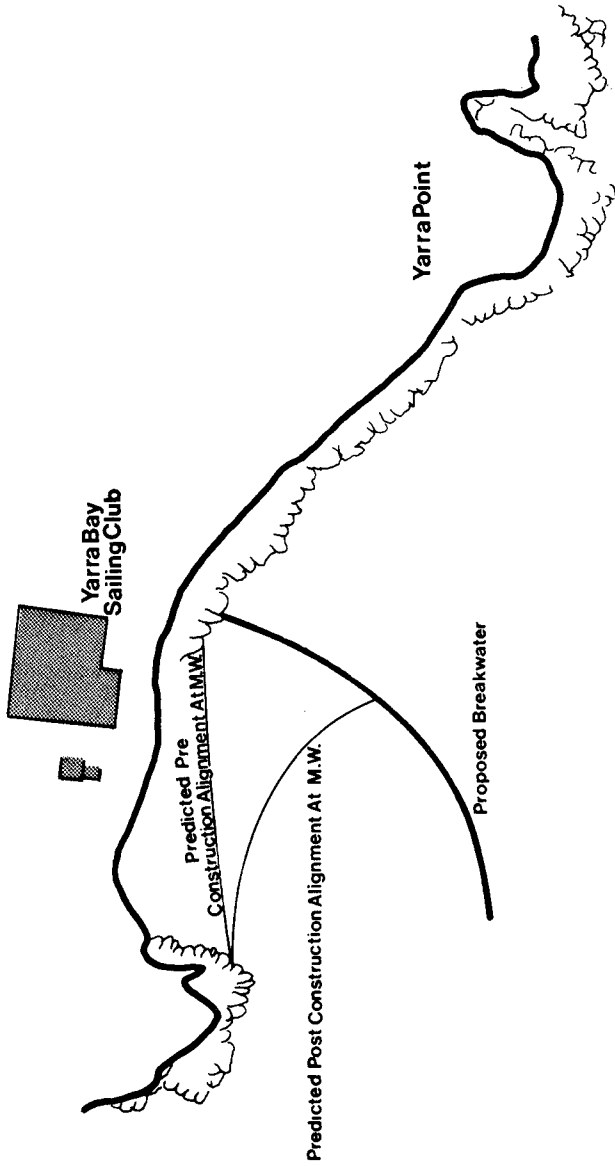 Yarra Bay
Sailing Club
Yarra Point
Predicted Pre
Construction Alignment At M.W.
Predicted Post Construction Alignment At M.W.
Proposed Breakwater